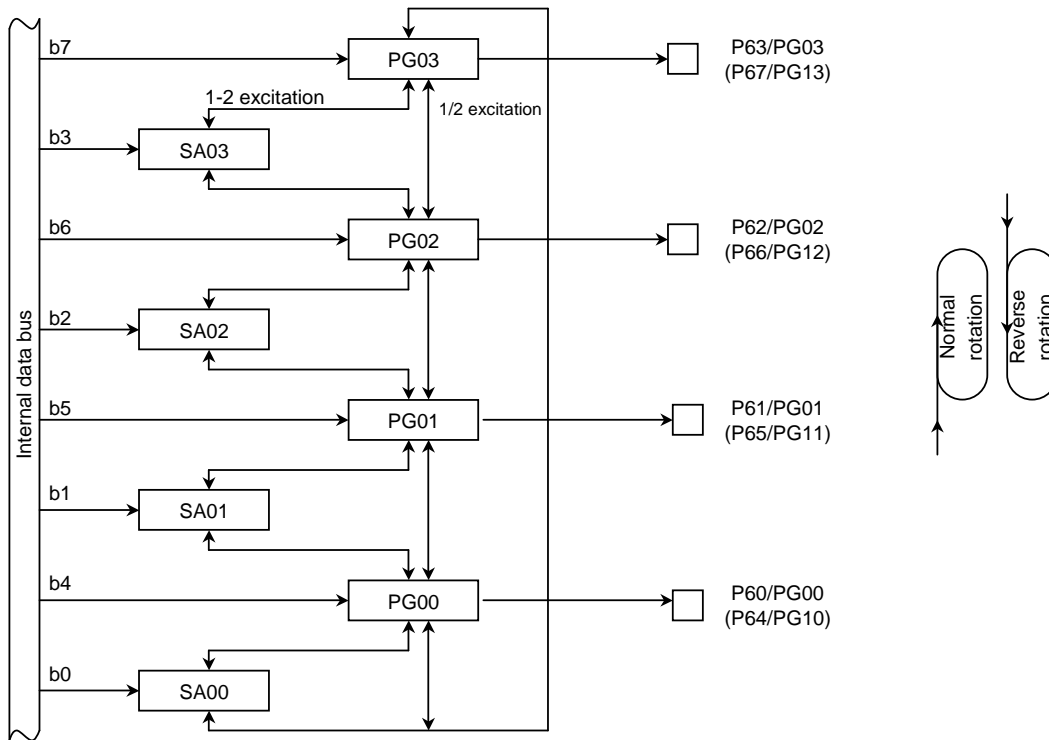 b7
PG03
P63/PG03
(P67/PG13)
1-2 excitation
1/2 excitation
b3
SA03
b6
PG02
P62/PG02
(P66/PG12)
b2
SA02
Internal data bus
Normal
rotation
Reverse
rotation
b5
PG01
P61/PG01
(P65/PG11)
b1
SA01
b4
PG00
P60/PG00
(P64/PG10)
b0
SA00